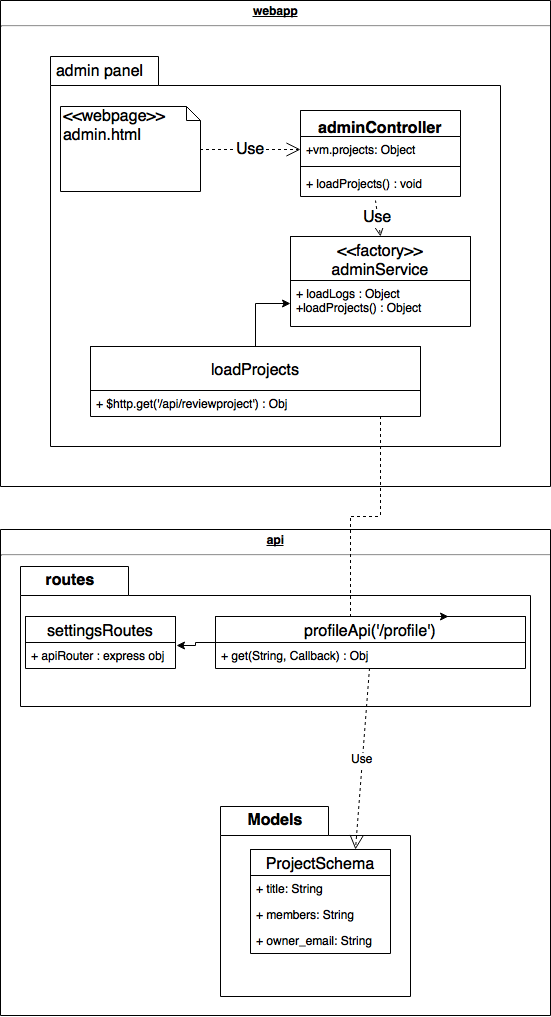 webapp
admin panel
<<webpage>>
admin.html
Use
adminController
+vm.projects: Object
+ loadProjects() : void
Use
<<factory>>
adminService
+ loadLogs : Object
+loadProjects() : Object
loadProjects
+ $http.get('/api/reviewproject') : Obj
api
routes
settingsRoutes
+ apiRouter : express obj
profileApi('/profile')
+ get(String, Callback) : Obj
Use
Models
ProjectSchema
+ title: String
+ members: String
+ owner_email: String